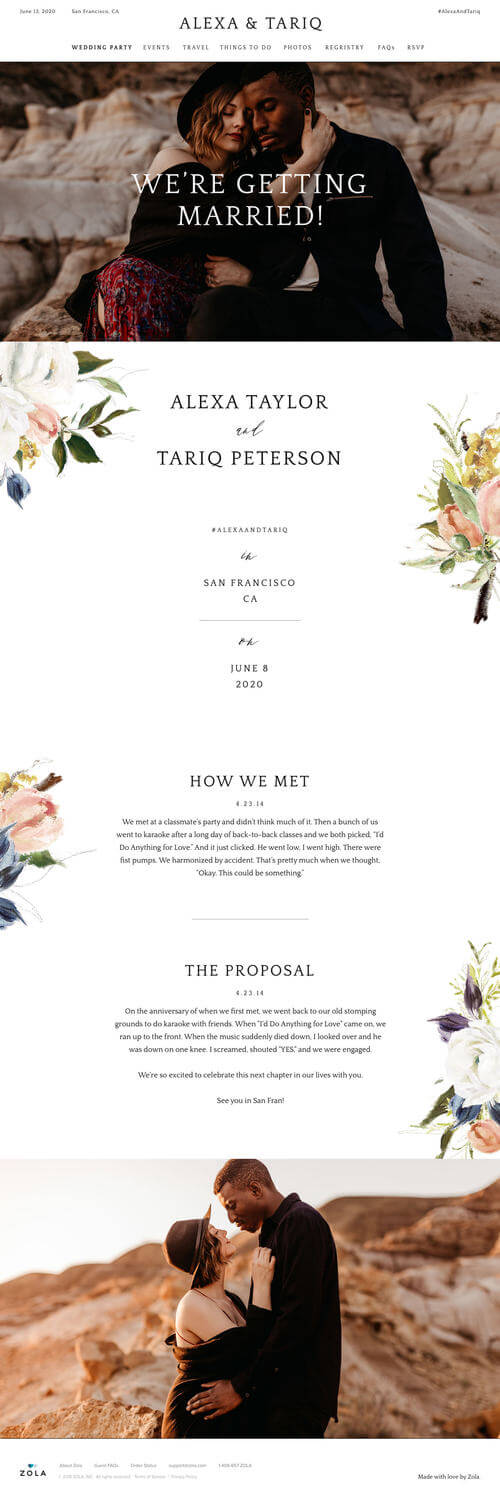 June 13, 2020 San Francisco, CA #AlexaAndTariq
ALEXA & TARIQ
WEDDING PARTY EVENTS TRAVEL THINGS TO DO PHOTOS REGRISTRY FAQs RSVP
WE'RE GETTING
MARRIED!
ALEXA TAYLOR
and
TARIQ PETERSON
#ALEXAANDTARIQ
in
SAN FRANCISCO
CA
on
JUNE 8
2020
HOW WE MET
4.23.14
We met at a classmate's party and didn't think much of it. Then a bunch of us
went to karaoke after a long day of back-to-back classes and we both picked, "I'd
Do Anything for Love." And it just clicked. He went low, I went high. There were
fist pumps. We harmonized by accident. That's pretty much when we thought,
"Okay. This could be something."
THE PROPOSAL
4.23.14
On the anniversary of when we first met, we went back to our old stomping
grounds to do karaoke with friends. When "I'd Do Anything for Love" came on, we
ran up to the front. When the music suddenly died down, I looked over and he
was down on one knee. I screamed, shouted "YES," and we were engaged.
We're so excited to celebrate this next chapter in our lives with you.
See you in San Fran!
ZOLA
About Zola Guest FAQs Order Status support@zola.com 1-408-657-ZOLA
All rights reserved. Terms of Service | Privacy Policy
Made with love by Zola.